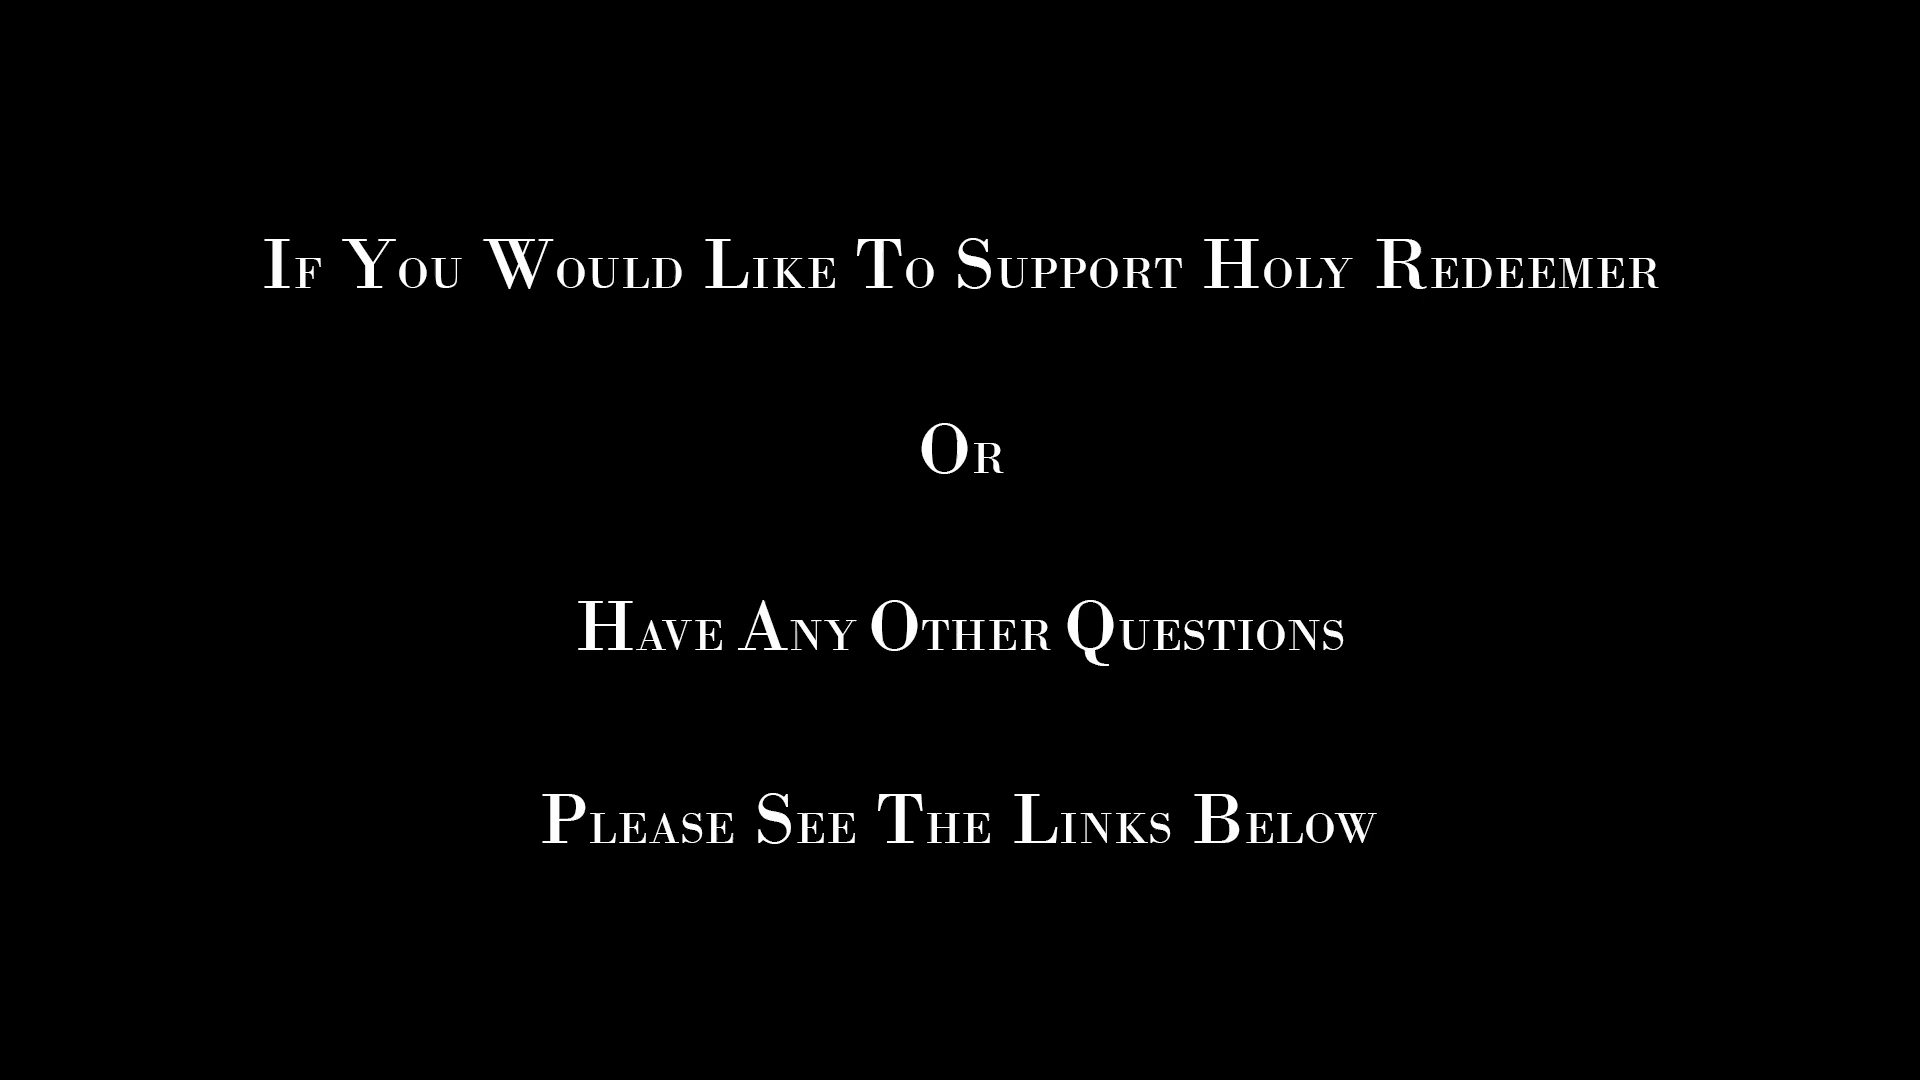 If You Would Like To Support Holy Redeemer
Or
Have Any Other Questions
Please See The Links Below